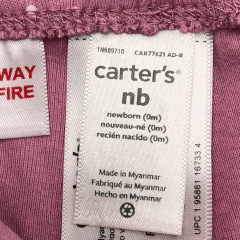 WAY
FIRE
TN889710 CAR77621 AD-R
carter's
nb
newborn (0m)
nouveau-né (0m)
recién nacido (0m)
Made in Myanmar
Fabriqué au Myanmar
Hecho en Myanmar
UPC 1 95861 16733 4